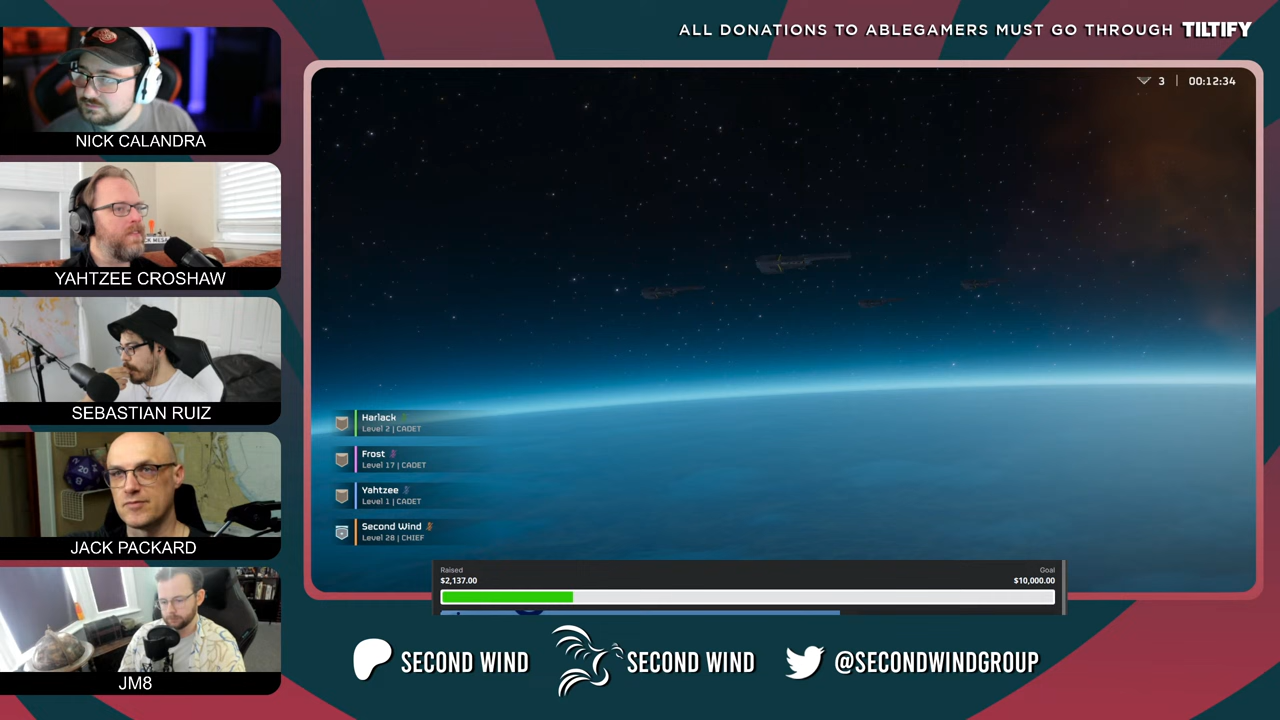 ALL DONATIONS TO ABLEGAMERS MUST GO THROUGH TILTIFY
3 | 00:12:34
NICK CALANDRA
YAHTZEE CROSHAW
SEBASTIAN RUIZ
20
JACK PACKARD
JM8
Harlack
Level 2 | CADET
Frost
Level 17 | CADET
Yahtzee
Level 1 | CADET
Second Wind
Level 28 | CHIEF
Raised
$2,137.00
Goal
$10,000.00
SECOND WIND
SECOND WIND
@SECONDWINDGROUP